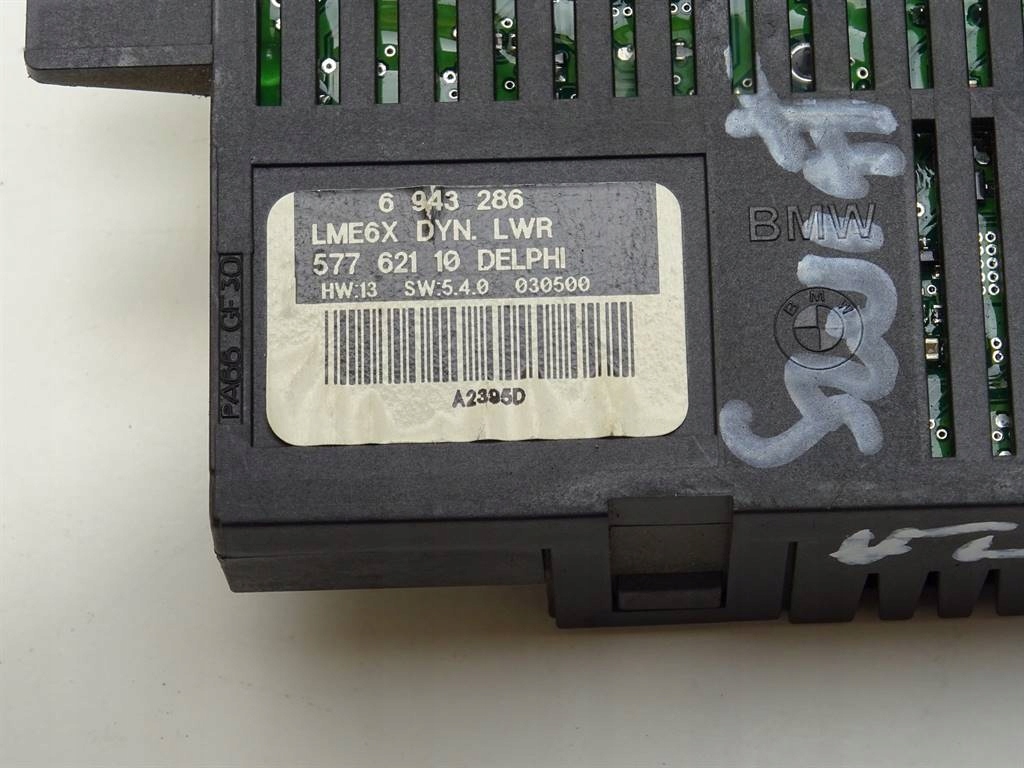 6 943 286
LME6X DYN. LWR
577 621 10 DELPHI
HW:13 SW:5.4.0 030500
A2395D
PA66 GF30
BMW
BMW